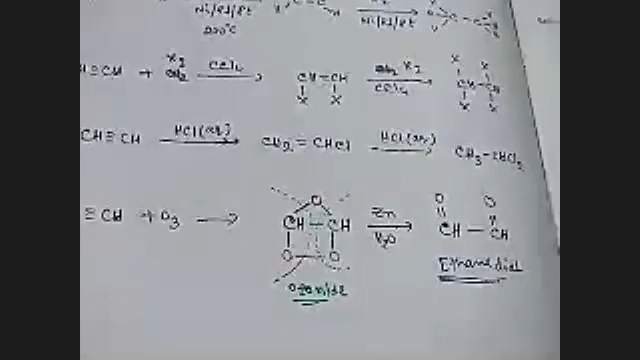 Ni/Pd/Pt Ni/Pd/Pt
200°C
≡CH + X2 CCl4 CH=CH X2 CCl4
X X
CH≡CH HCl(aq) CH2=CHCl HCl(aq) CH3-CHCl2
≡CH + O3 → CH-CH O O O Zn H2O CH-CH O O
Ozonide Ethanedial